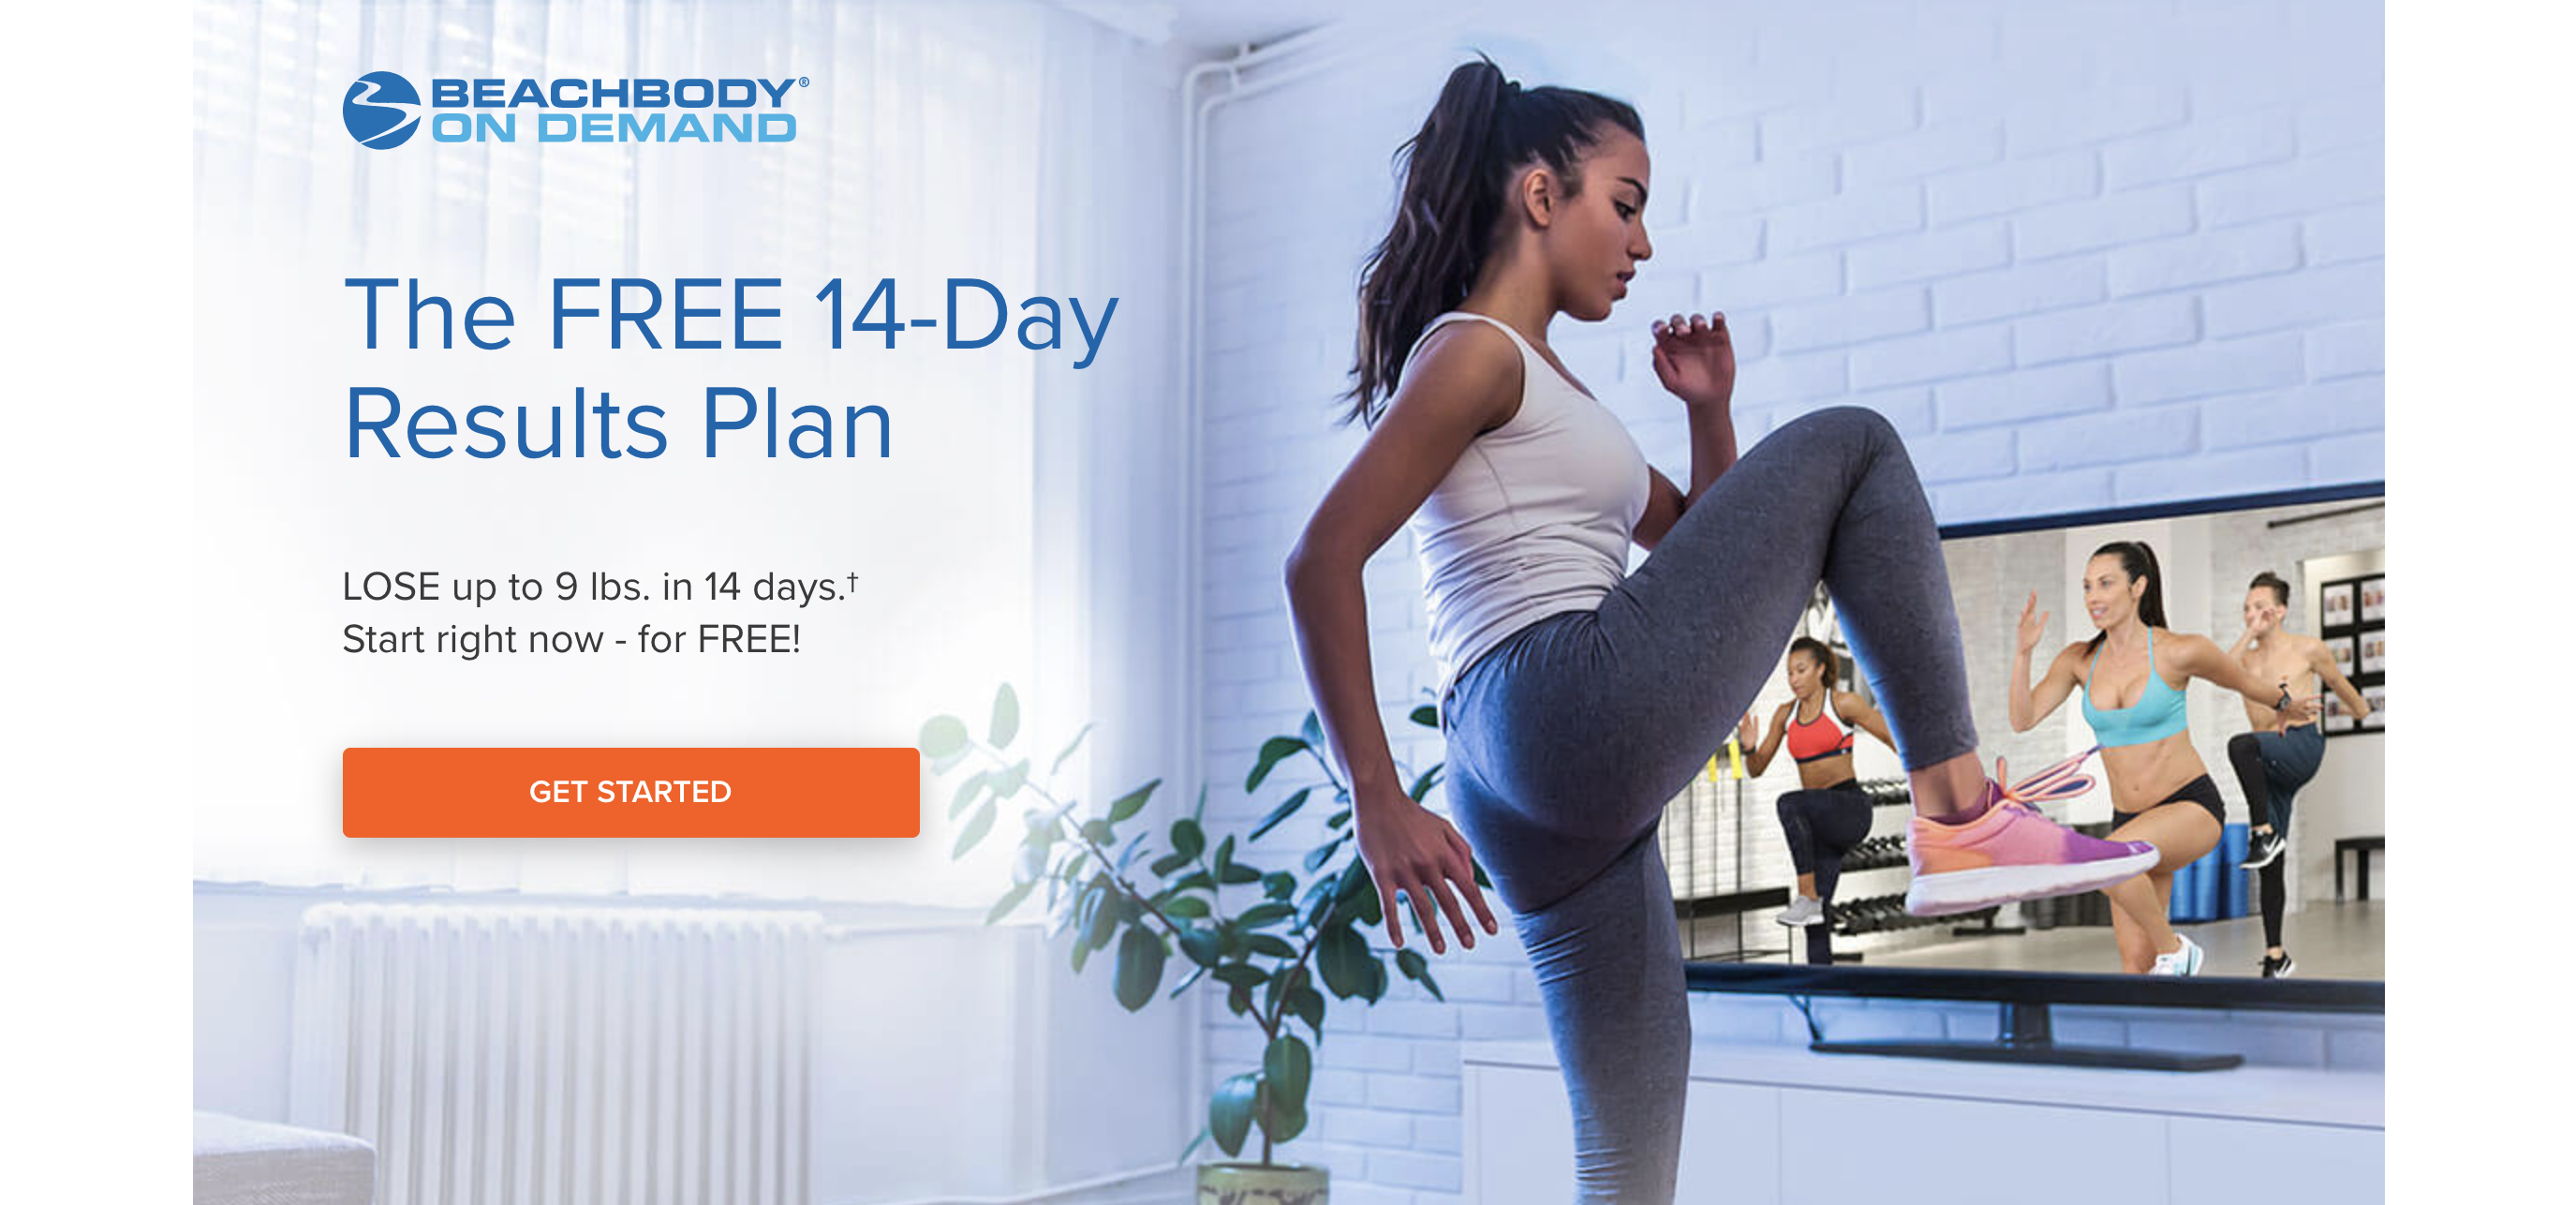 BEACHBODY®
ON DEMAND
The FREE 14-Day
Results Plan
LOSE up to 9 lbs. in 14 days.†
Start right now - for FREE!
GET STARTED